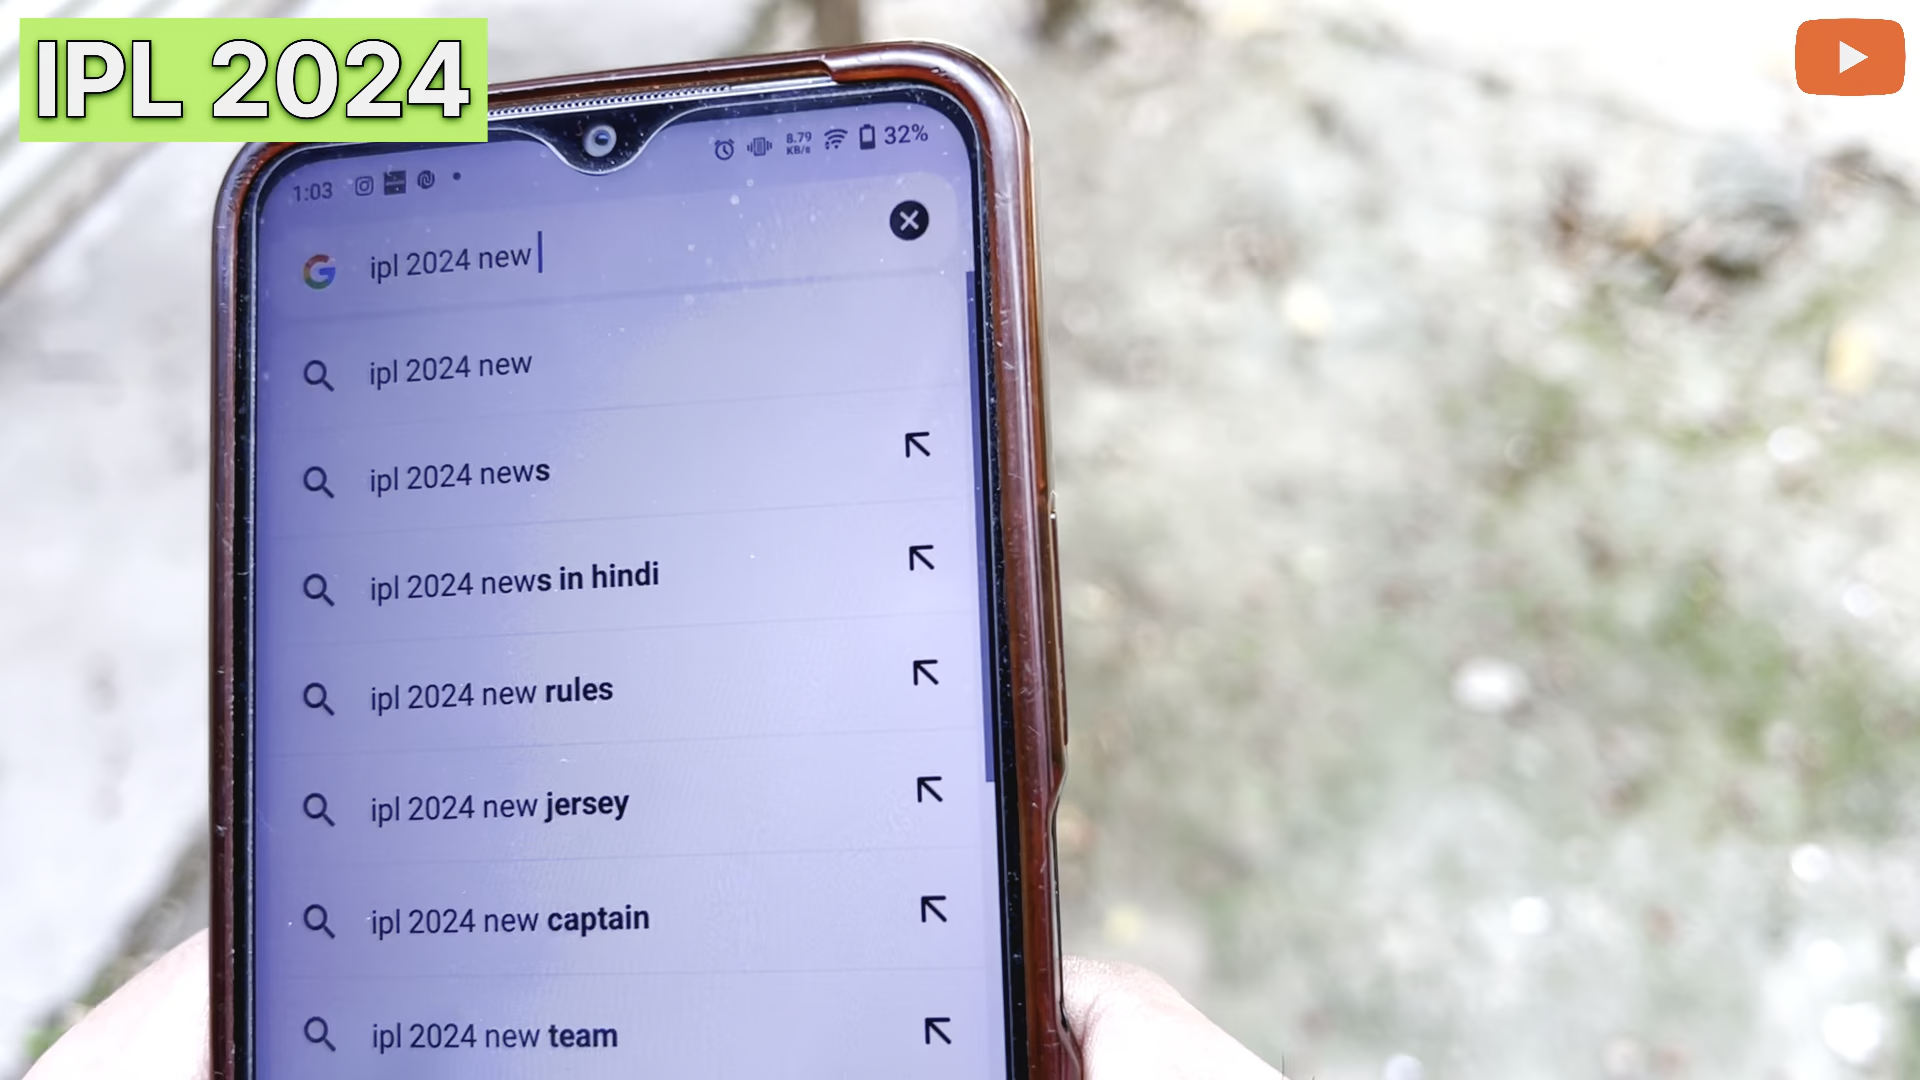 IPL 2024
1:03
8.79
KB/s
32%
ipl 2024 new
ipl 2024 new
ipl 2024 news
ipl 2024 news in hindi
ipl 2024 new rules
ipl 2024 new jersey
ipl 2024 new captain
ipl 2024 new team